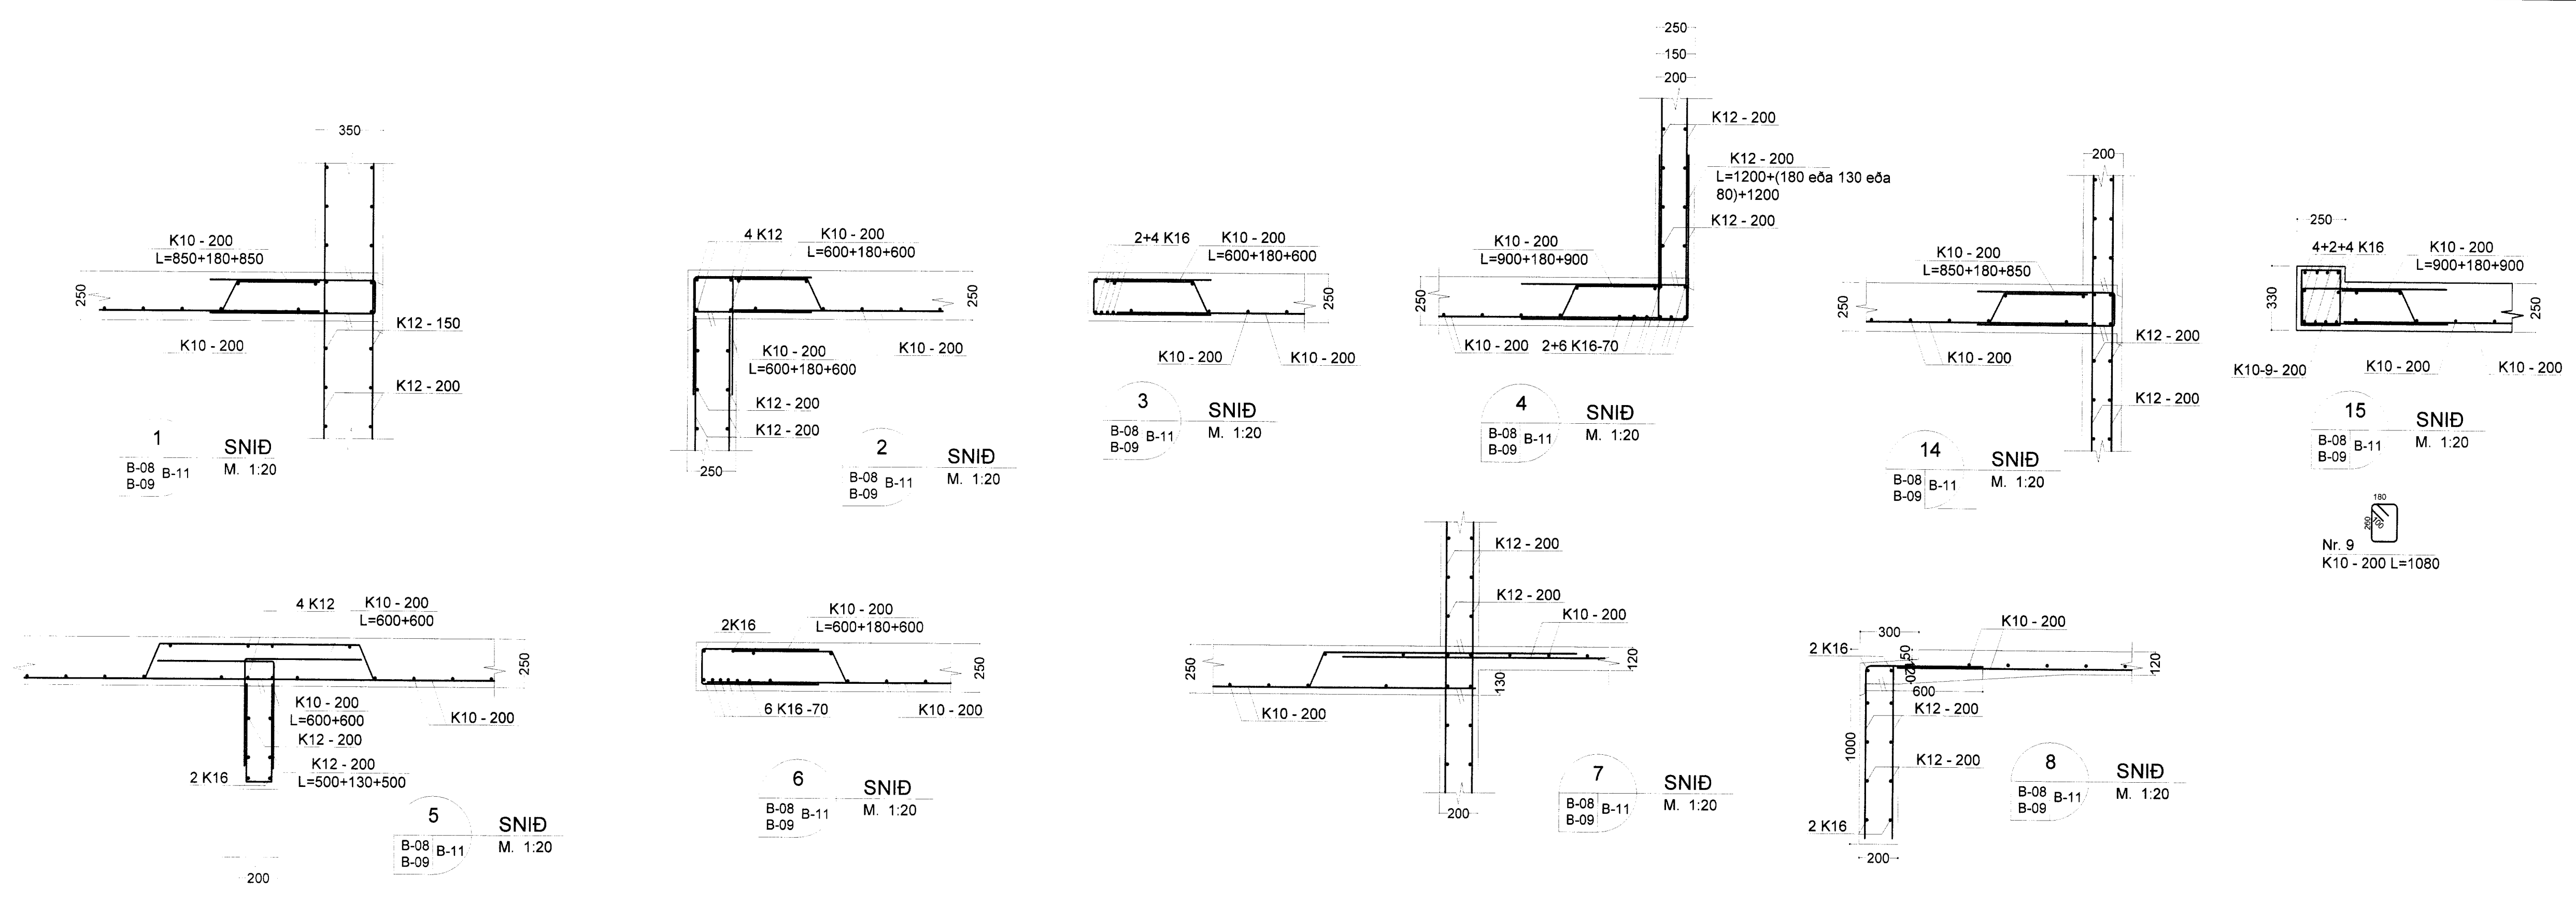 350
K10 - 200
L=850+180+850
250
K12 - 150
K10 - 200
K12 - 200
1
B-08
B-09
B-11
SNIÐ
M. 1:20
4 K12
K10 - 200
L=600+180+600
250
K10 - 200
L=600+180+600
K10 - 200
K12 - 200
K12 - 200
250
2
B-08
B-09
B-11
SNIÐ
M. 1:20
2+4 K16
K10 - 200
L=600+180+600
250
K10 - 200
K10 - 200
3
B-08
B-09
B-11
SNIÐ
M. 1:20
250
150
200
K12 - 200
K12 - 200
L=1200+(180 eða 130 eða
80)+1200
K12 - 200
K10 - 200
L=900+180+900
250
K10 - 200
2+6 K16-70
4
B-08
B-09
B-11
SNIÐ
M. 1:20
200
K10 - 200
L=850+180+850
250
K12 - 200
K10 - 200
K12 - 200
14
B-08
B-09
B-11
SNIÐ
M. 1:20
250
4+2+4 K16
K10 - 200
L=900+180+900
330
250
K10-9- 200
K10 - 200
K10 - 200
15
B-08
B-09
B-11
SNIÐ
M. 1:20
180
260
100
Nr. 9
K10 - 200 L=1080
4 K12
K10 - 200
L=600+600
250
K10 - 200
L=600+600
K10 - 200
K12 - 200
K12 - 200
L=500+130+500
2 K16
5
B-08
B-09
B-11
SNIÐ
M. 1:20
200
2K16
K10 - 200
L=600+180+600
250
6 K16 -70
K10 - 200
6
B-08
B-09
B-11
SNIÐ
M. 1:20
K12 - 200
K12 - 200
K10 - 200
250
120
130
K10 - 200
200
7
B-08
B-09
B-11
SNIÐ
M. 1:20
K10 - 200
300
2 K16
150
120
120
600
K12 - 200
1000
K12 - 200
2 K16
200
8
B-08
B-09
B-11
SNIÐ
M. 1:20